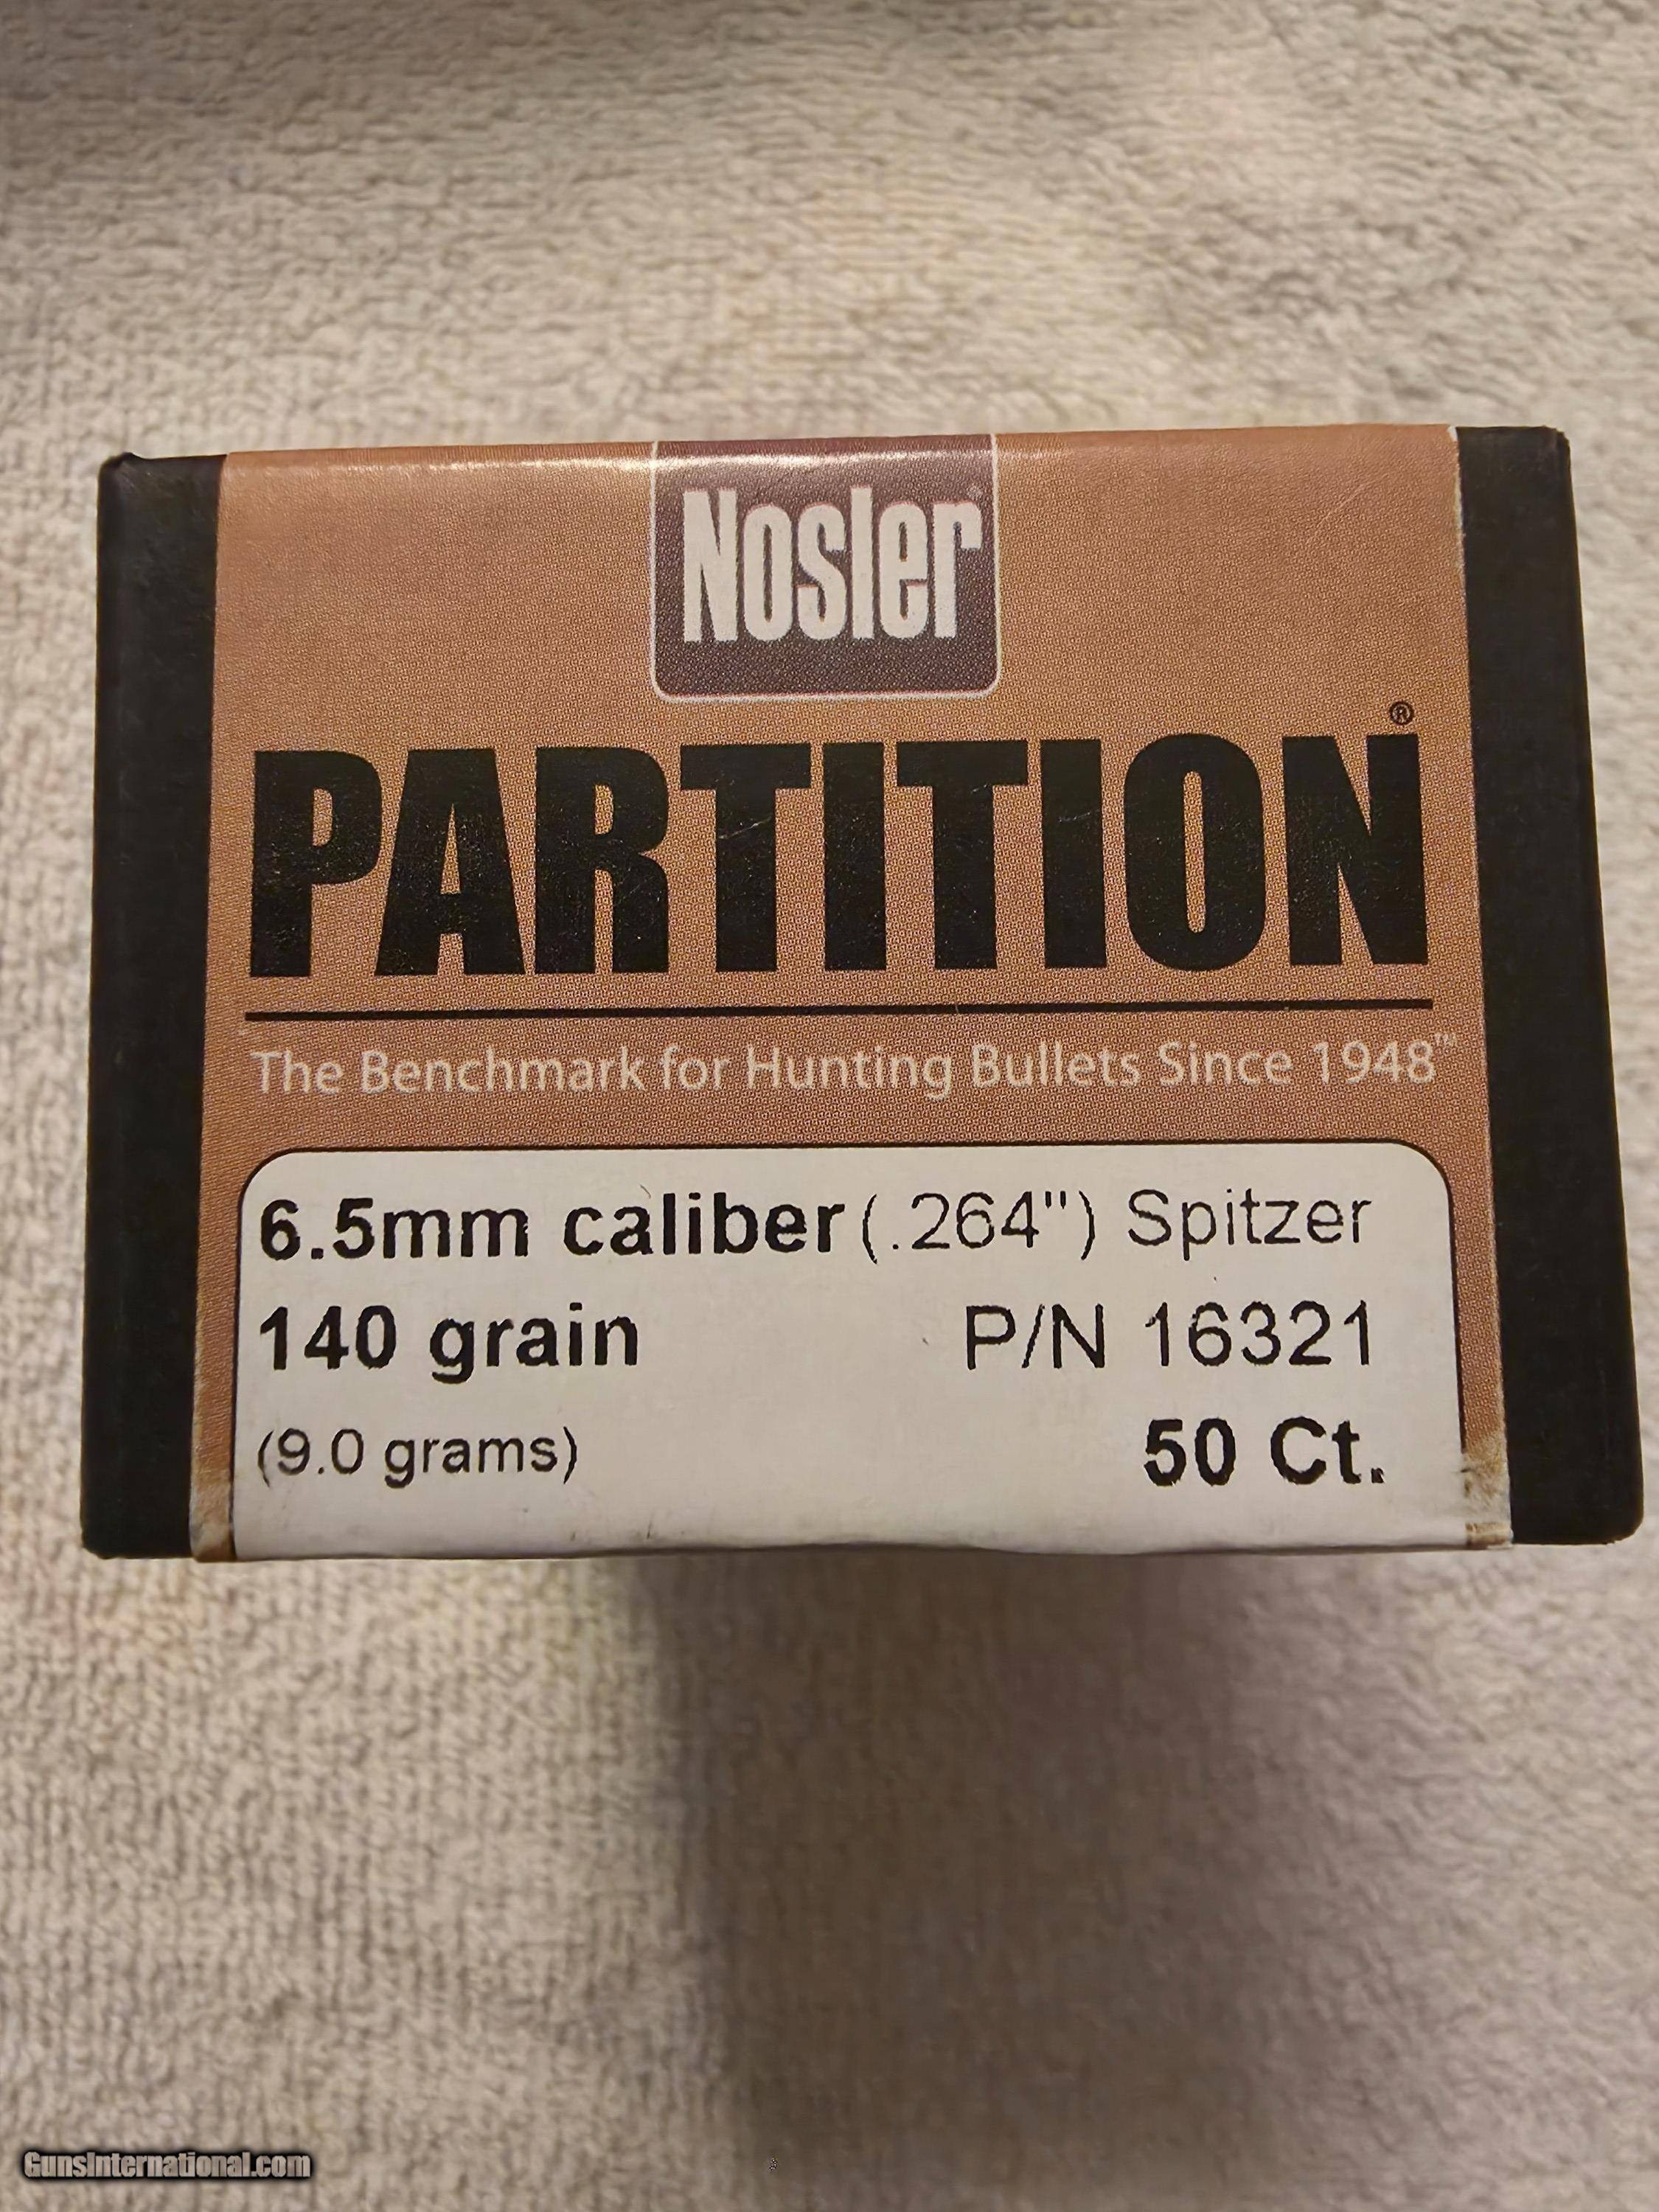 Nosler®
PARTITION®
The Benchmark for Hunting Bullets Since 1948™
6.5mm caliber (.264") Spitzer
140 grain P/N 16321
(9.0 grams) 50 Ct.
GunsInternational.com